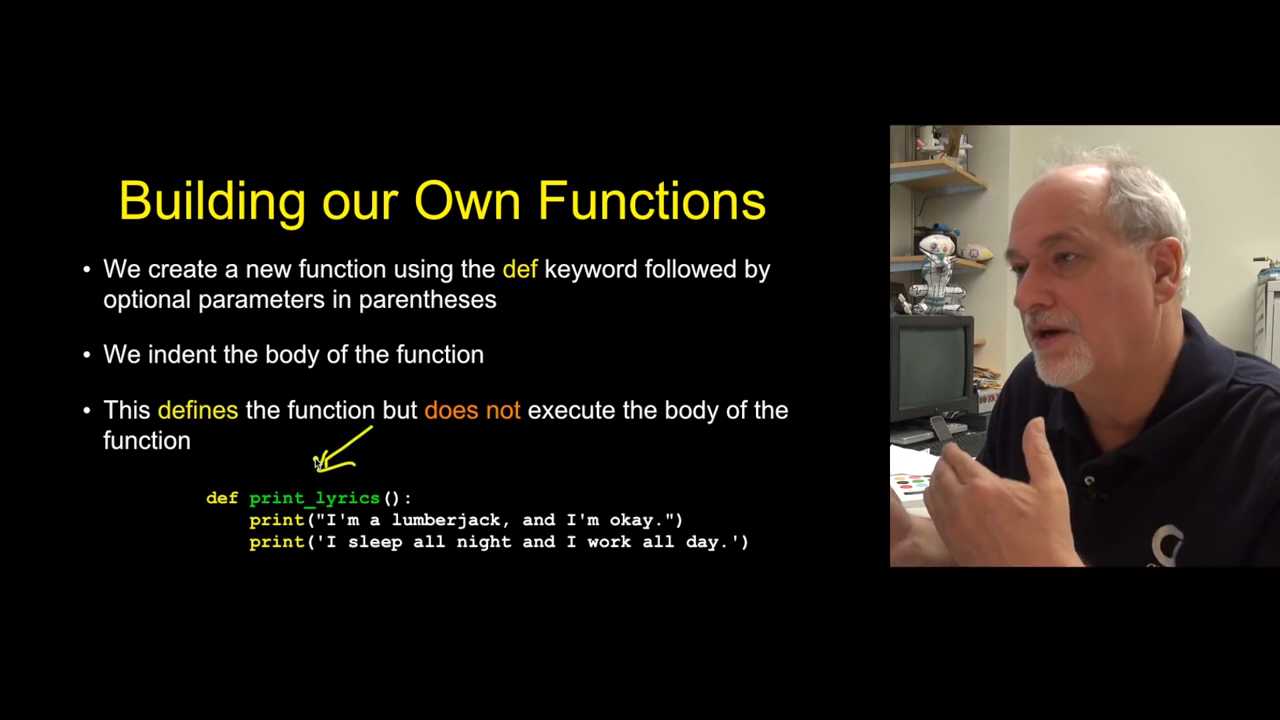 Building our Own Functions
• We create a new function using the def keyword followed by
optional parameters in parentheses
• We indent the body of the function
• This defines the function but does not execute the body of the
function
def print_lyrics():
    print("I'm a lumberjack, and I'm okay.")
    print('I sleep all night and I work all day.')